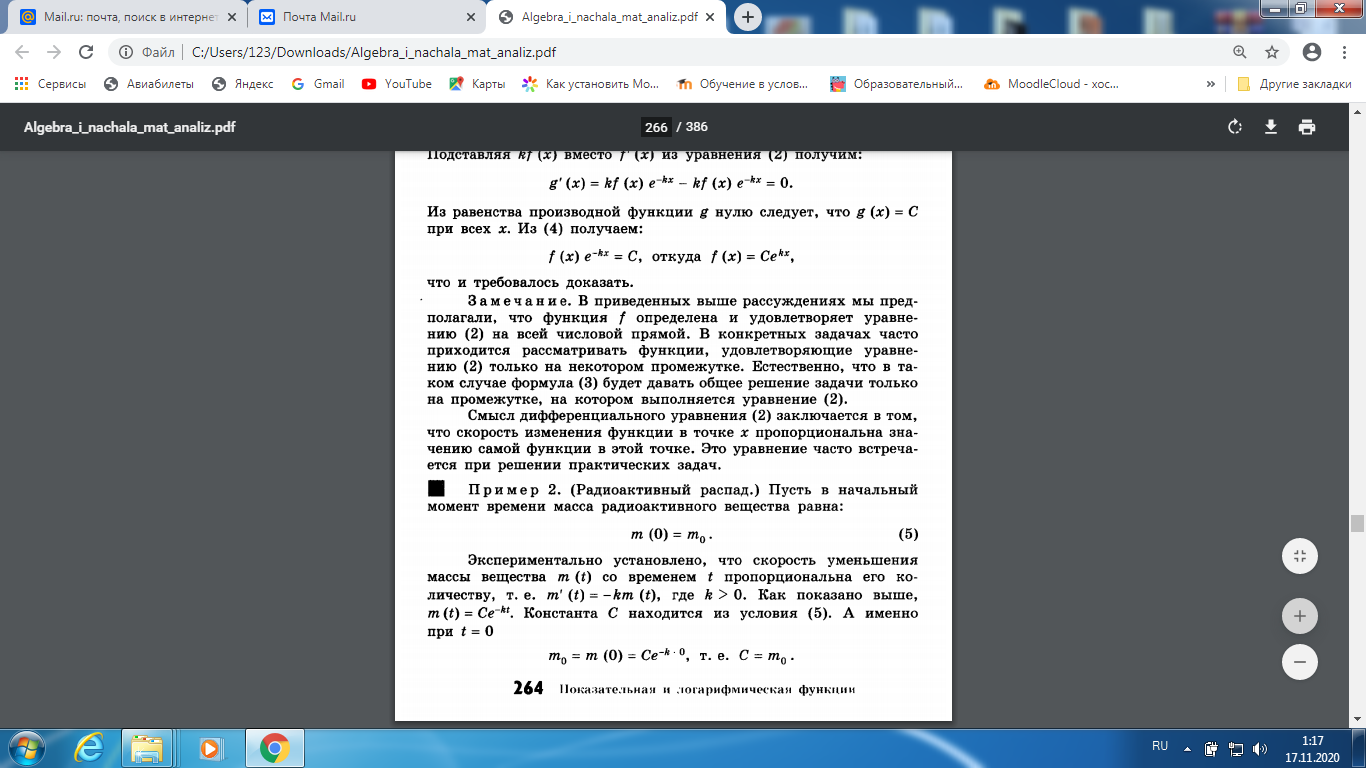 Mail.ru: почта, поиск в интернет
Почта Mail.ru
Algebra_i_nachala_mat_analiz.pdf
Файл | C:/Users/123/Downloads/Algebra_i_nachala_mat_analiz.pdf
Сервисы Авиабилеты Яндекс Gmail YouTube Карты Как установить Mo... Обучение в услов... Образовательный... MoodleCloud - хос... » Другие закладки
Algebra_i_nachala_mat_analiz.pdf 266 / 386
Подставляя kf (x) вместо f′ (x) из уравнения (2) получим:
g′ (x) = kf (x) e⁻ᵏˣ – kf (x) e⁻ᵏˣ = 0.
Из равенства производной функции g нулю следует, что g (x) = C
при всех x. Из (4) получаем:
f (x) e⁻ᵏˣ = C, откуда f (x) = Ceᵏˣ,
что и требовалось доказать.
Замечание. В приведенных выше рассуждениях мы пред-
полагали, что функция f определена и удовлетворяет уравне-
нию (2) на всей числовой прямой. В конкретных задачах часто
приходится рассматривать функции, удовлетворяющие уравне-
нию (2) только на некотором промежутке. Естественно, что в та-
ком случае формула (3) будет давать общее решение задачи только
на промежутке, на котором выполняется уравнение (2).
Смысл дифференциального уравнения (2) заключается в том,
что скорость изменения функции в точке x пропорциональна зна-
чению самой функции в этой точке. Это уравнение часто встреча-
ется при решении практических задач.
Пример 2. (Радиоактивный распад.) Пусть в начальный
момент времени масса радиоактивного вещества равна:
m (0) = m₀ . (5)
Экспериментально установлено, что скорость уменьшения
массы вещества m (t) со временем t пропорциональна его ко-
личеству, т. е. m′ (t) = –km (t), где k > 0. Как показано выше,
m (t) = Ce⁻ᵏᵗ. Константа C находится из условия (5). А именно
при t = 0
m₀ = m (0) = Ce⁻ᵏ ˙ ⁰, т. е. C = m₀ .
264 Показательная и логарифмическая функции
RU
1:17
17.11.2020